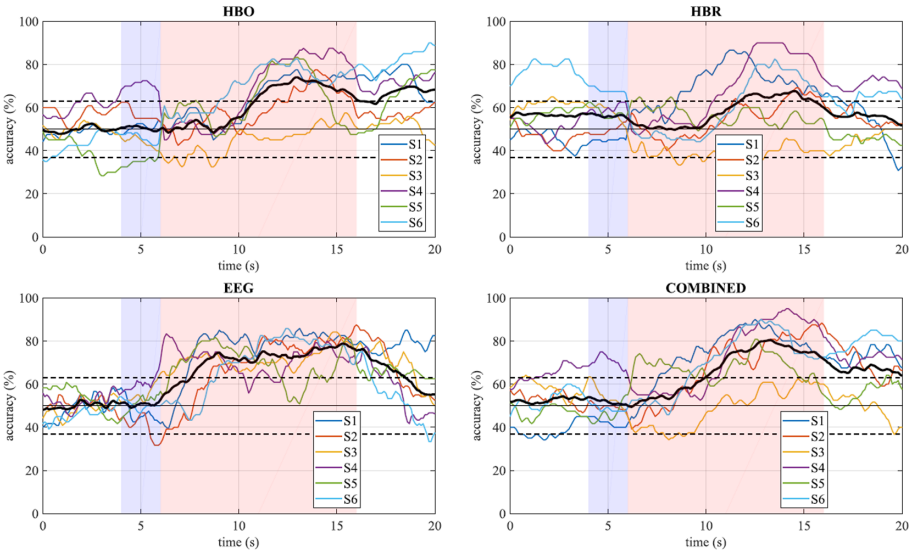 HBO
100
80
60
40
20
0
accuracy (%)
0 5 10 15 20
time (s)
S1
S2
S3
S4
S5
S6
HBR
100
80
60
40
20
0
accuracy (%)
0 5 10 15 20
time (s)
S1
S2
S3
S4
S5
S6
EEG
100
80
60
40
20
0
accuracy (%)
0 5 10 15 20
time (s)
S1
S2
S3
S4
S5
S6
COMBINED
100
80
60
40
20
0
accuracy (%)
0 5 10 15 20
time (s)
S1
S2
S3
S4
S5
S6